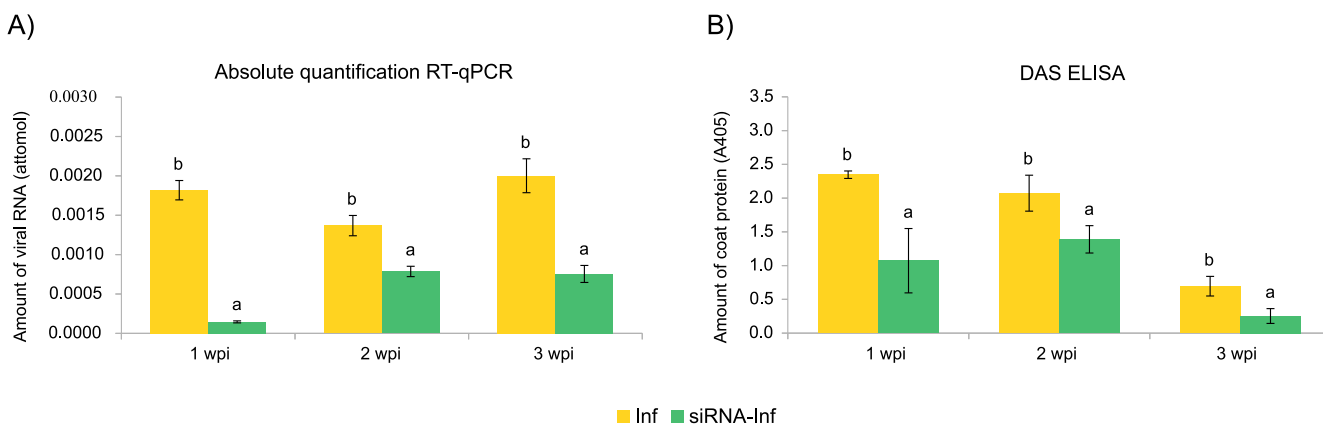 A)
Absolute quantification RT-qPCR
Amount of viral RNA (attomol)
0.0030
0.0025
0.0020
0.0015
0.0010
0.0005
0.0000
b
a
b
a
b
a
1 wpi
2 wpi
3 wpi
B)
DAS ELISA
Amount of coat protein (A405)
3.5
3.0
2.5
2.0
1.5
1.0
0.5
0.0
b
a
b
a
b
a
1 wpi
2 wpi
3 wpi
Inf
siRNA-Inf